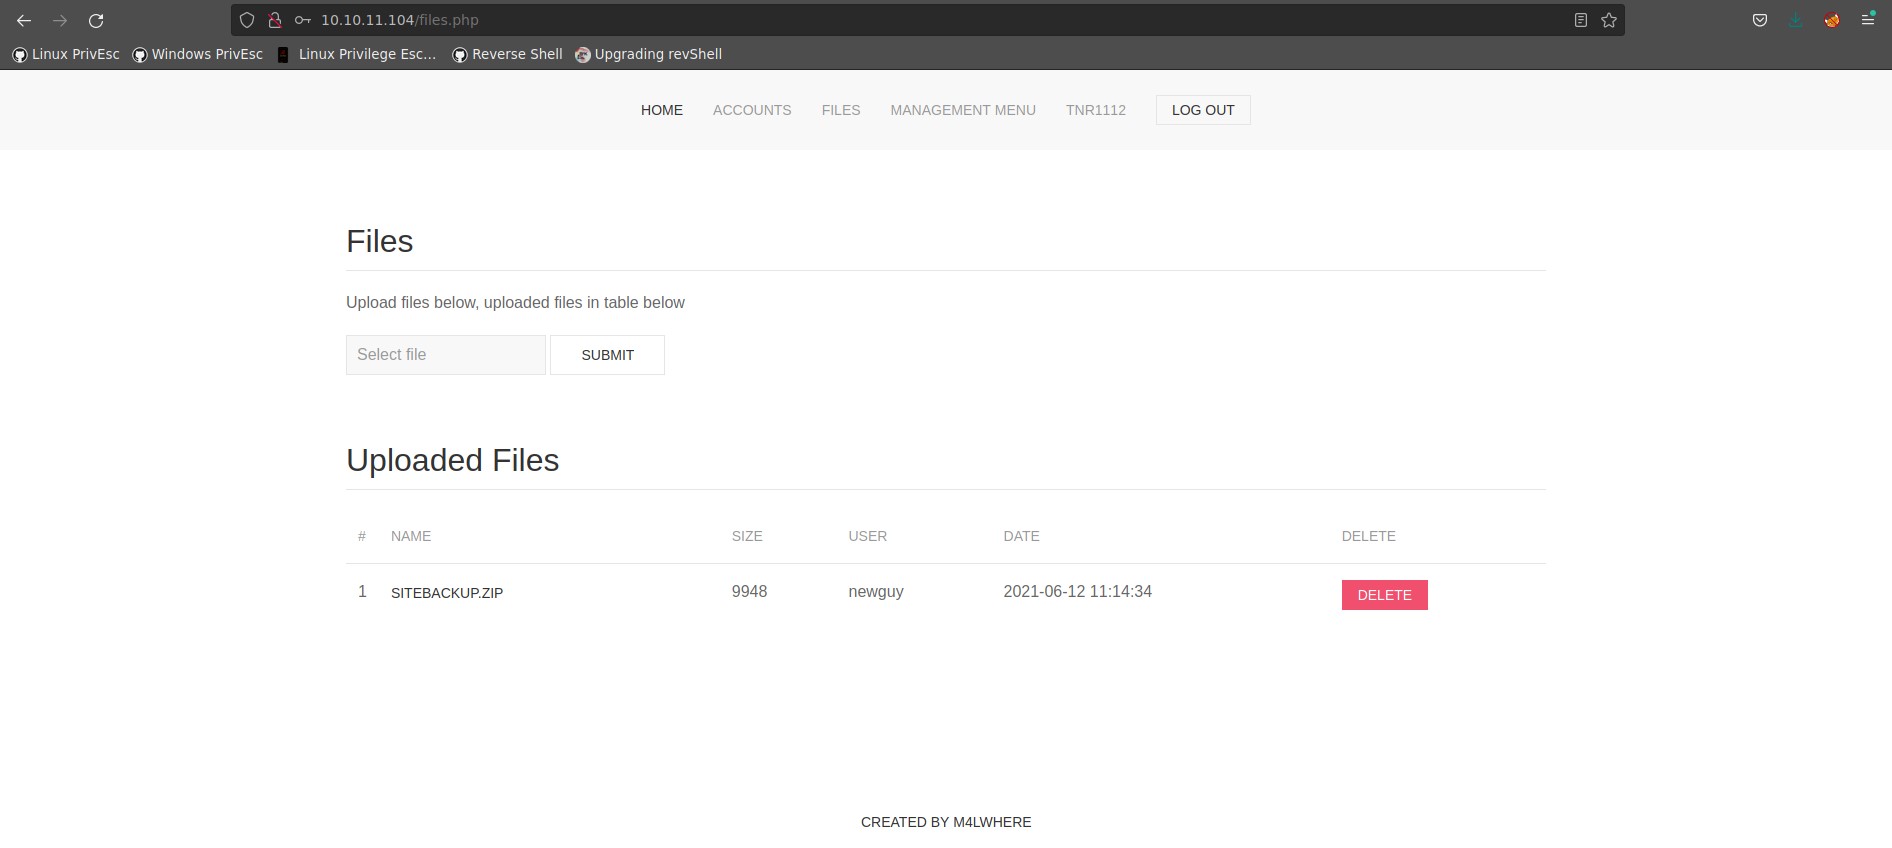 10.10.11.104/files.php
Linux PrivEsc Windows PrivEsc Linux Privilege Esc... Reverse Shell Upgrading revShell
HOME ACCOUNTS FILES MANAGEMENT MENU TNR1112 LOG OUT
Files
Upload files below, uploaded files in table below
Select file SUBMIT
Uploaded Files
# NAME SIZE USER DATE DELETE
1 SITEBACKUP.ZIP 9948 newguy 2021-06-12 11:14:34 DELETE
CREATED BY M4LWHERE